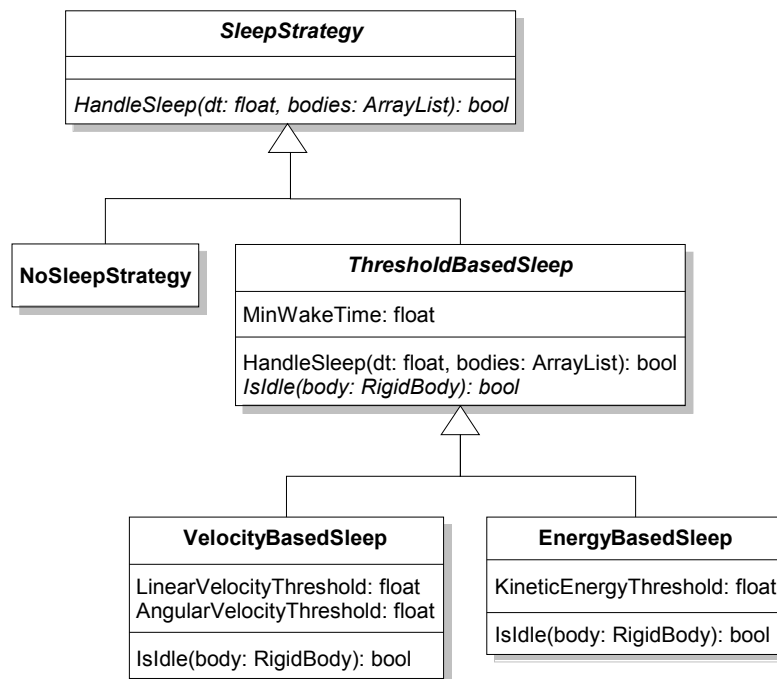 SleepStrategy
HandleSleep(dt: float, bodies: ArrayList): bool
NoSleepStrategy
ThresholdBasedSleep
MinWakeTime: float
HandleSleep(dt: float, bodies: ArrayList): bool
IsIdle(body: RigidBody): bool
VelocityBasedSleep
LinearVelocityThreshold: float
AngularVelocityThreshold: float
IsIdle(body: RigidBody): bool
EnergyBasedSleep
KineticEnergyThreshold: float
IsIdle(body: RigidBody): bool